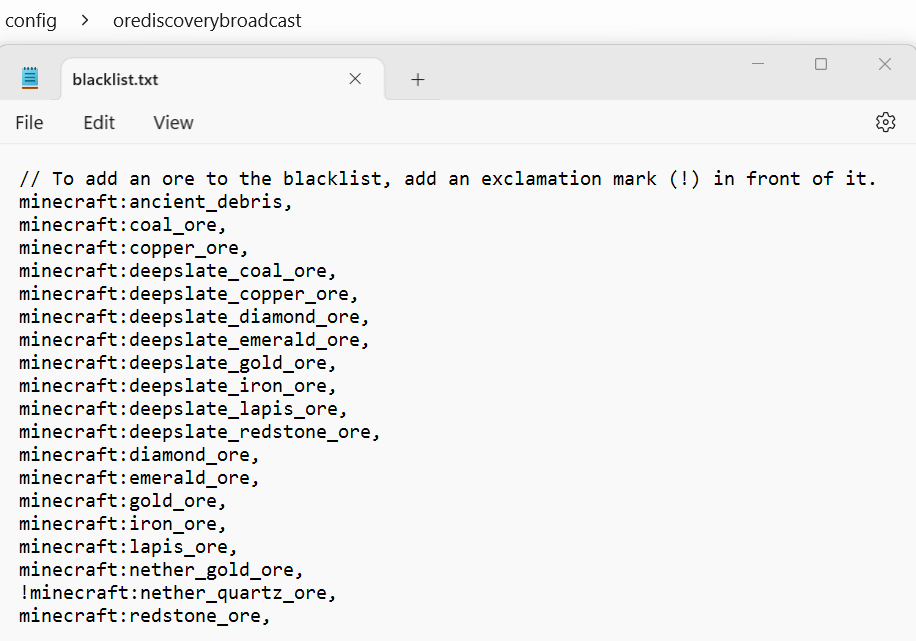 config > orediscoverybroadcast
blacklist.txt
File Edit View
// To add an ore to the blacklist, add an exclamation mark (!) in front of it.
minecraft:ancient_debris,
minecraft:coal_ore,
minecraft:copper_ore,
minecraft:deepslate_coal_ore,
minecraft:deepslate_copper_ore,
minecraft:deepslate_diamond_ore,
minecraft:deepslate_emerald_ore,
minecraft:deepslate_gold_ore,
minecraft:deepslate_iron_ore,
minecraft:deepslate_lapis_ore,
minecraft:deepslate_redstone_ore,
minecraft:diamond_ore,
minecraft:emerald_ore,
minecraft:gold_ore,
minecraft:iron_ore,
minecraft:lapis_ore,
minecraft:nether_gold_ore,
!minecraft:nether_quartz_ore,
minecraft:redstone_ore,